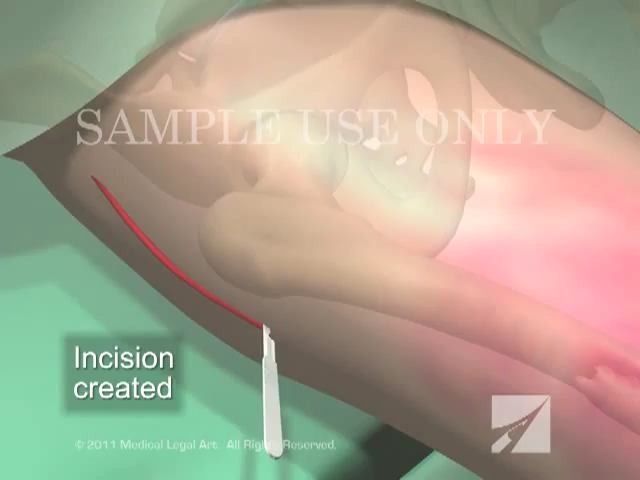 SAMPLE USE ONLY
Incision
created
© 2011 Medical Legal Art. All Rights Reserved.